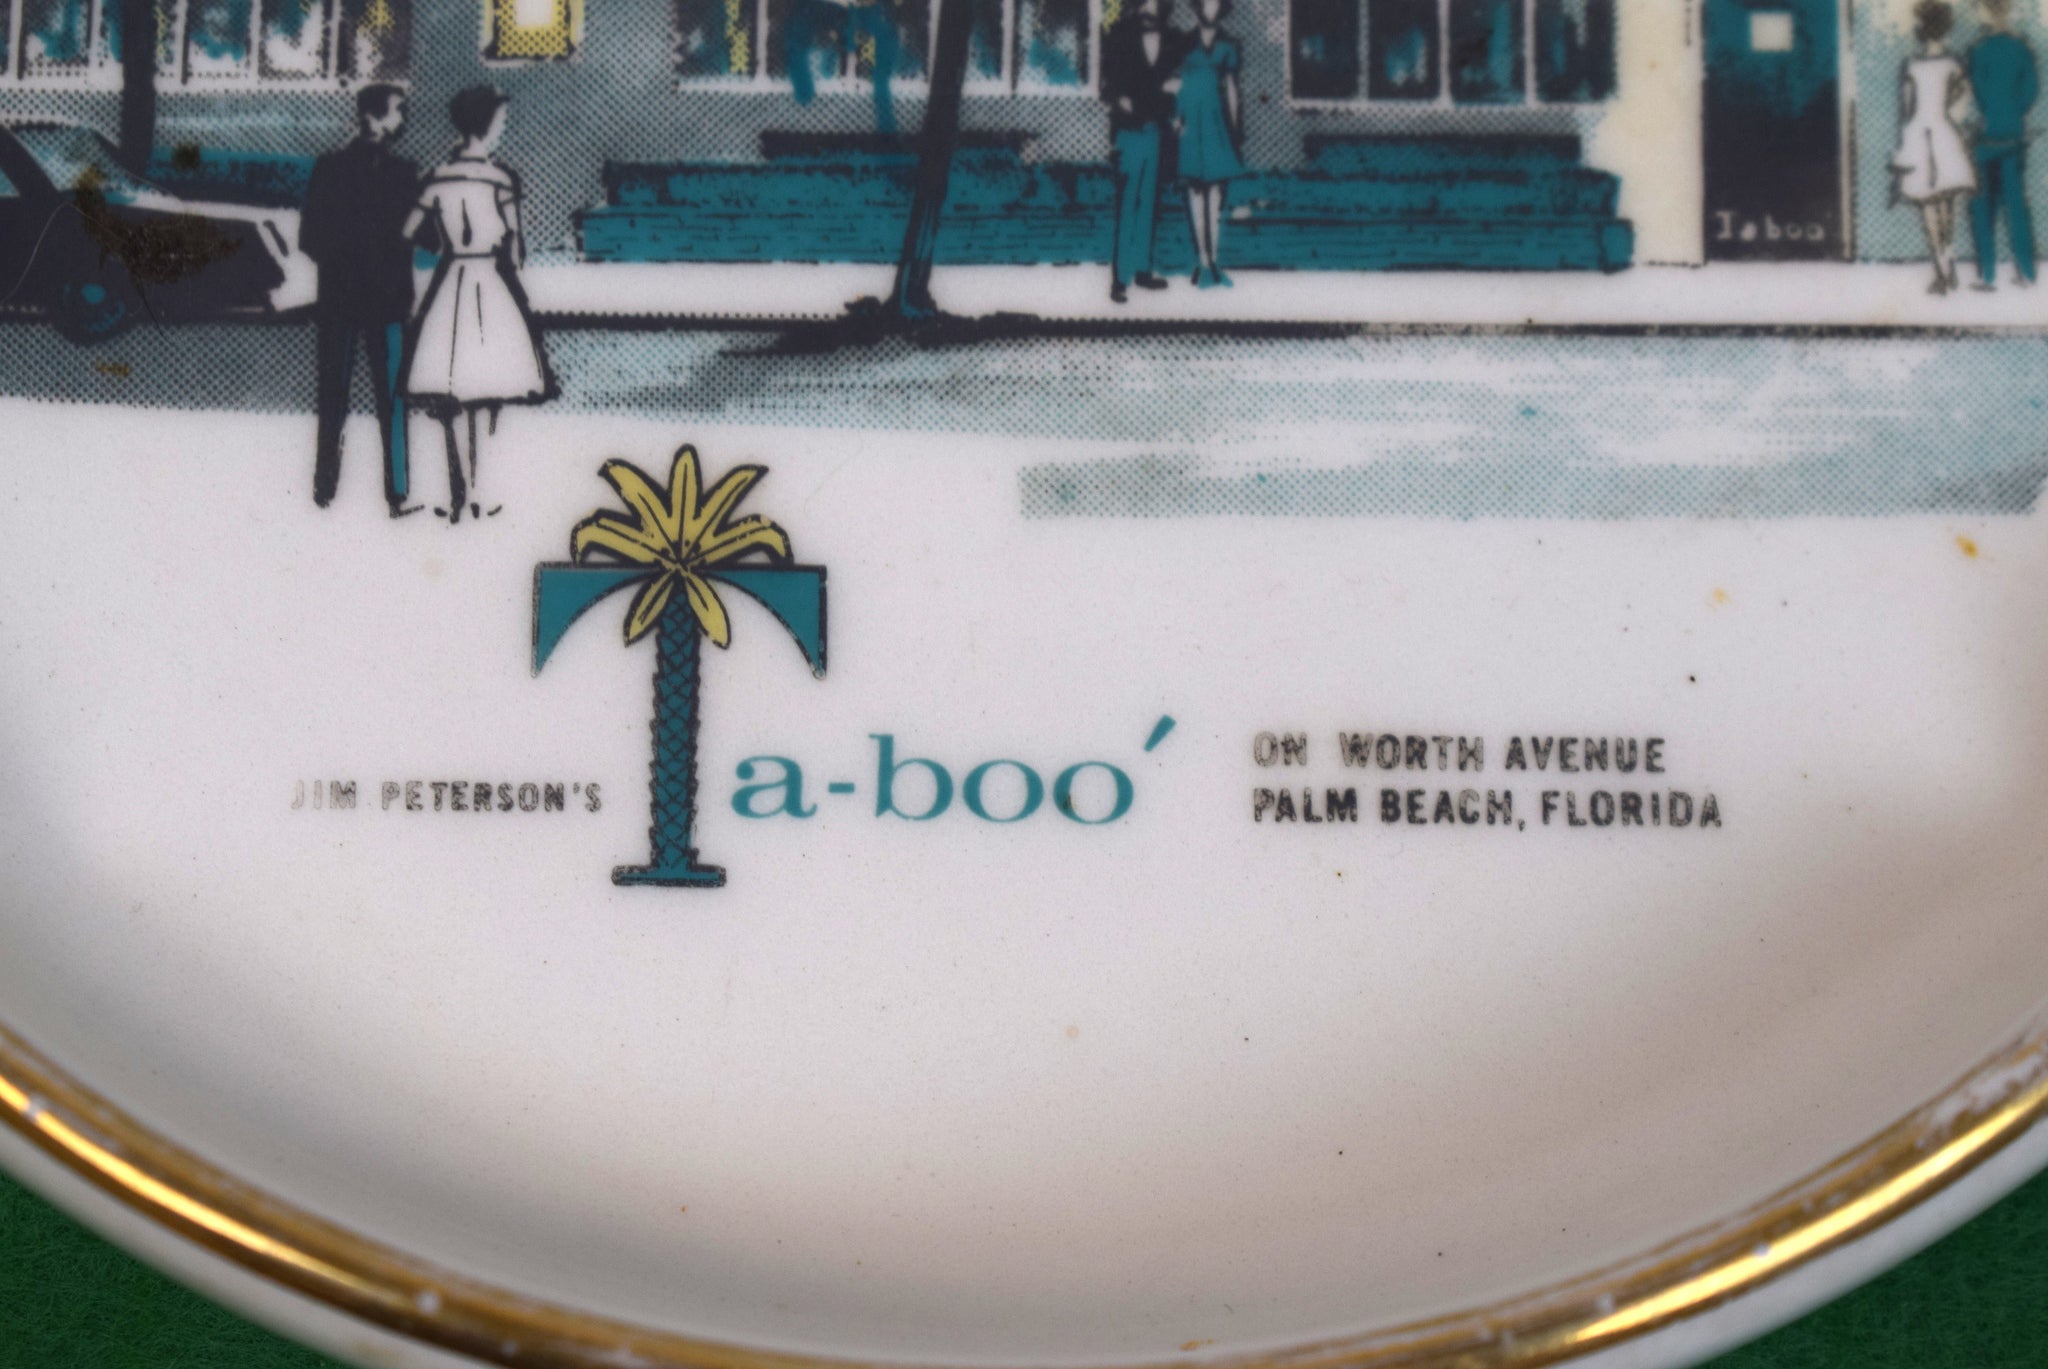 Taboo
JIM PETERSON'S Ta-boo' ON WORTH AVENUE
PALM BEACH, FLORIDA